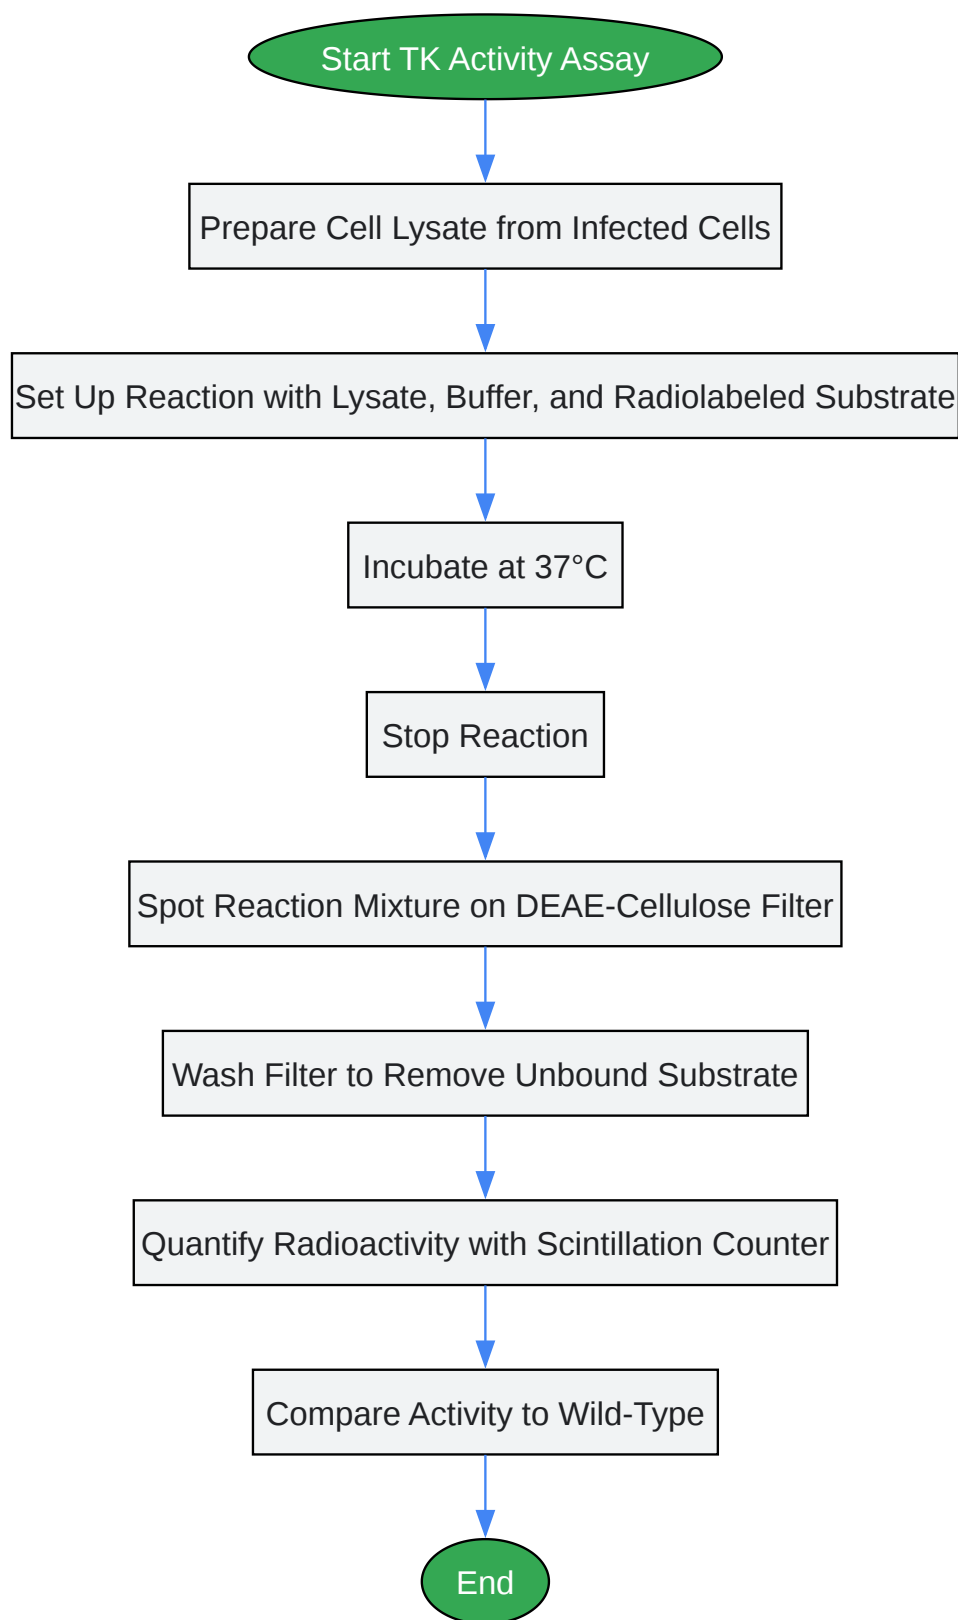 Start TK Activity Assay
Prepare Cell Lysate from Infected Cells
Set Up Reaction with Lysate, Buffer, and Radiolabeled Substrate
Incubate at 37°C
Stop Reaction
Spot Reaction Mixture on DEAE-Cellulose Filter
Wash Filter to Remove Unbound Substrate
Quantify Radioactivity with Scintillation Counter
Compare Activity to Wild-Type
End